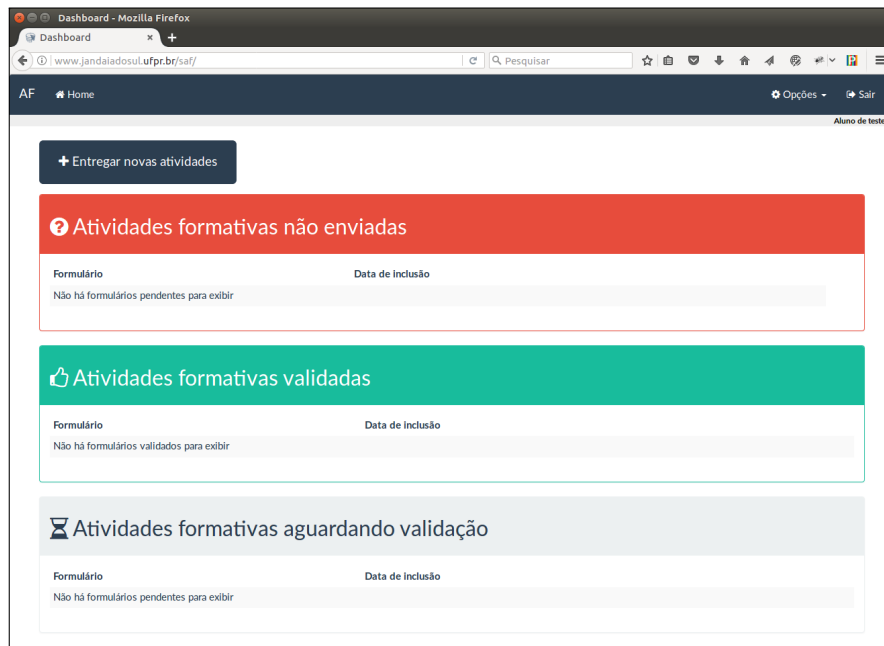 Dashboard - Mozilla Firefox
Dashboard × +
www.jandaiadosul.ufpr.br/saf/ Pesquisar
AF Home Opções Sair
Aluno de teste
+ Entregar novas atividades
Atividades formativas não enviadas
Formulário Data de inclusão
Não há formulários pendentes para exibir
Atividades formativas validadas
Formulário Data de inclusão
Não há formulários validados para exibir
Atividades formativas aguardando validação
Formulário Data de inclusão
Não há formulários pendentes para exibir